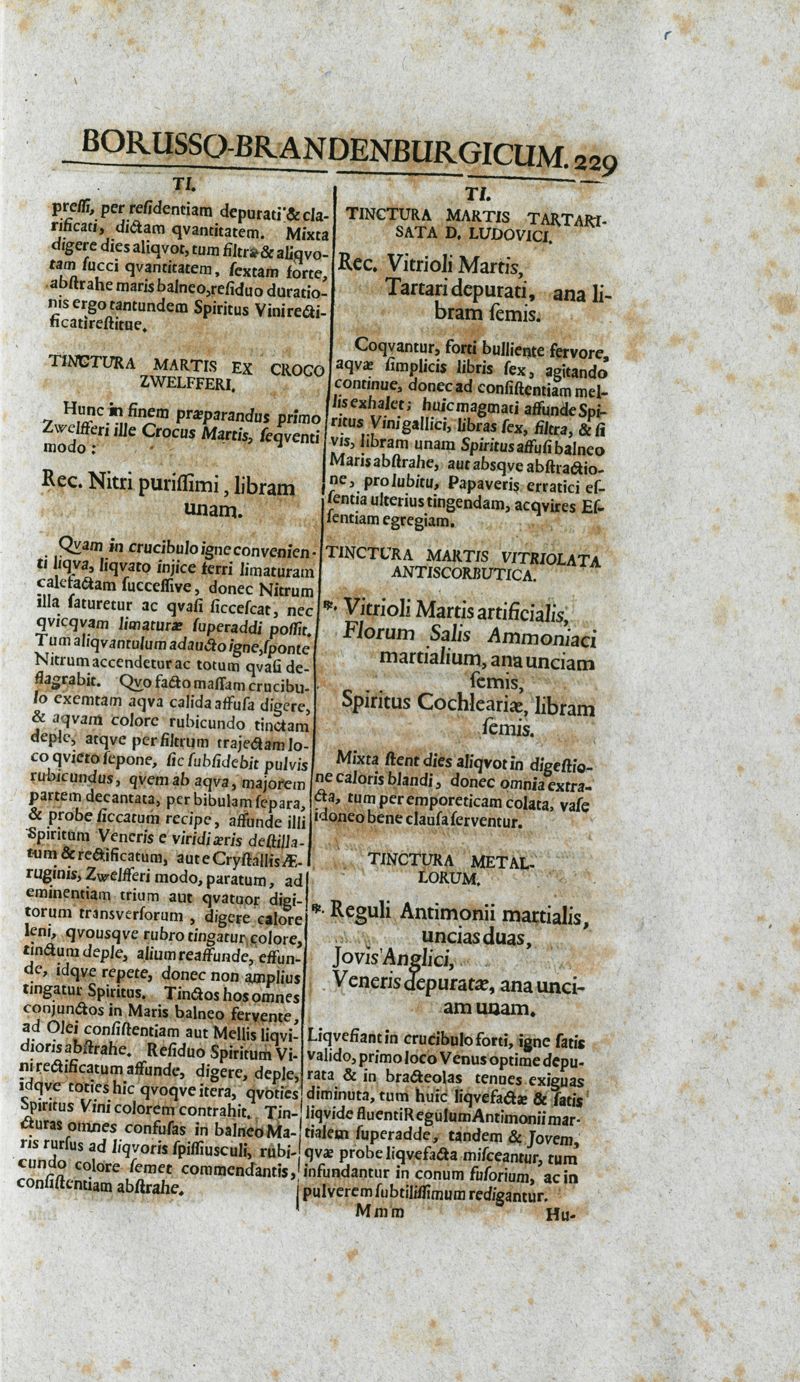 BORUSSO-BRANDENBURGICUM. 229
TI.
preſſi, per reſidentiam depurati & cla-
rificati, dictam qvantitatem. Mixta
digere dies aliqvot, tum filtra & aliqvo-
tam ſucci qvantitatem, ſextam forte,
abſtrahe maris balneo, reſiduo duratio-
nis ergo tantundem Spiritus Vini recti-
ficati reſtitue.
TINCTURA MARTIS EX CROCO
ZWELFFERI.
Hunc in finem præparandus primo
Zwelfferi ille Crocus Martis, ſeqventi
modo:
Rec. Nitri puriſſimi, libram
unam.
Qvam in crucibulo igne convenien-
ti liqva, liqvato injice ferri limaturam
calefactam ſucceſſive, donec Nitrum
illa ſaturetur ac qvaſi ſicceſcat, nec
qvicqvam limaturæ ſuperaddi poſſit.
Tum aliqvantulum adaucto igne, ſponte
Nitrum accendetur ac totum qvaſi de-
flagrabit. Qvo facto maſſam crucibu-
lo exemtam aqva calida affuſa digere,
& aqvam colore rubicundo tinctam
deple, atqve per filtrum trajectam lo-
co qvieto ſepone, ſic ſubſidebit pulvis
rubicundus, qvem ab aqva, majorem
partem decantata, per bibulam ſepara,
& probe ſiccatum recipe, affunde illi
Spiritum Veneris e viridi æris deſtilla-
tum & rectificatum, aut e Cryſtallis Æ-
ruginis, Zwelfferi modo, paratum, ad
eminentiam trium aut qvatuor digi-
torum transverſorum, digere calore
leni, qvousqve rubro tingatur colore,
tinctum deple, alium reaffunde, effun-
de, idqve repete, donec non amplius
tingatur Spiritus. Tinctos hos omnes
conjunctos in Maris balneo fervente,
ad Olei conſiſtentiam aut Mellis liqvi-
dioris abſtrahe. Reſiduo Spiritum Vi-
ni rectificatum affunde, digere, deple,
idqve toties hic qvoqve itera, qvoties
Spiritus Vini colorem contrahit. Tin-
cturas omnes confuſas in balneo Ma-
ris rurſus ad liqvoris ſpiſſiusculi, rubi-
cundo colore ſemet commendantis,
conſiſtentiam abſtrahe.
TI.
TINCTURA MARTIS TARTARI-
SATA D. LUDOVICI.
Rec. Vitrioli Martis,
Tartari depurati, ana li-
bram ſemis.
Coqvantur, forti bulliente fervore,
aqvæ ſimplicis libris ſex, agitando
continue, donec ad conſiſtentiam mel-
lis exhalet; huic magmati affunde Spi-
ritus Vini gallici, libras ſex, filtra, & ſi
vis, libram unam Spiritus affuſi balneo
Maris abſtrahe, aut absqve abſtractio-
ne, pro lubitu, Papaveris erratici eſ-
ſentia ulterius tingendam, acqvires Eſ-
ſentiam egregiam.
TINCTURA MARTIS VITRIOLATA
ANTISCORBUTICA.
℞. Vitrioli Martis artificialis,
Florum Salis Ammoniaci
martialium, ana unciam
ſemis,
Spiritus Cochleariæ, libram
ſemis.
Mixta ſtent dies aliqvot in digeſtio-
ne caloris blandi, donec omnia extra-
cta, tum per emporeticam colata, vaſe
idoneo bene clauſa ſerventur.
TINCTURA METAL-
LORUM.
℞. Reguli Antimonii martialis,
uncias duas,
Jovis Anglici,
Veneris depuratæ, ana unci-
am unam.
Liqvefiant in crucibulo forti, igne ſatis
valido, primo loco Venus optime depu-
rata & in bracteolas tenues exiguas
diminuta, tum huic liqvefactæ & ſatis
liqvide fluenti Regulum Antimonii mar-
tialem ſuperadde, tandem & Jovem,
qvæ probe liqvefacta miſceantur, tum
infundantur in conum fuſorium, ac in
pulverem ſubtiliſſimum redigantur.
Mmm Hu-